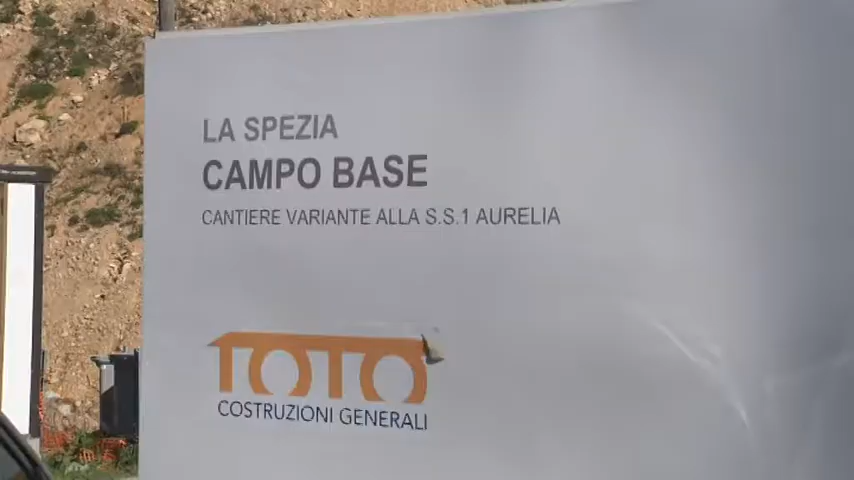 LA SPEZIA
CAMPO BASE
CANTIERE VARIANTE ALLA S.S.1 AURELIA
TOTO
COSTRUZIONI GENERALI